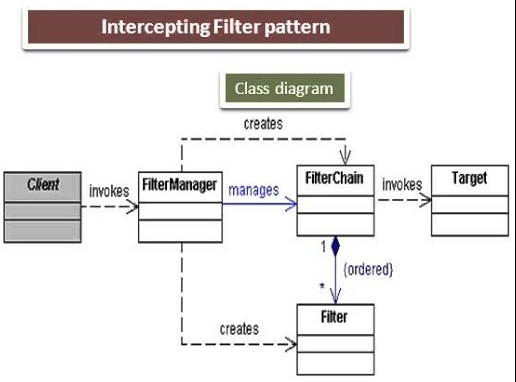 Intercepting Filter pattern
Class diagram
creates
Client
invokes
FilterManager
manages
FilterChain
invokes
Target
1
{ordered}
*
creates
Filter